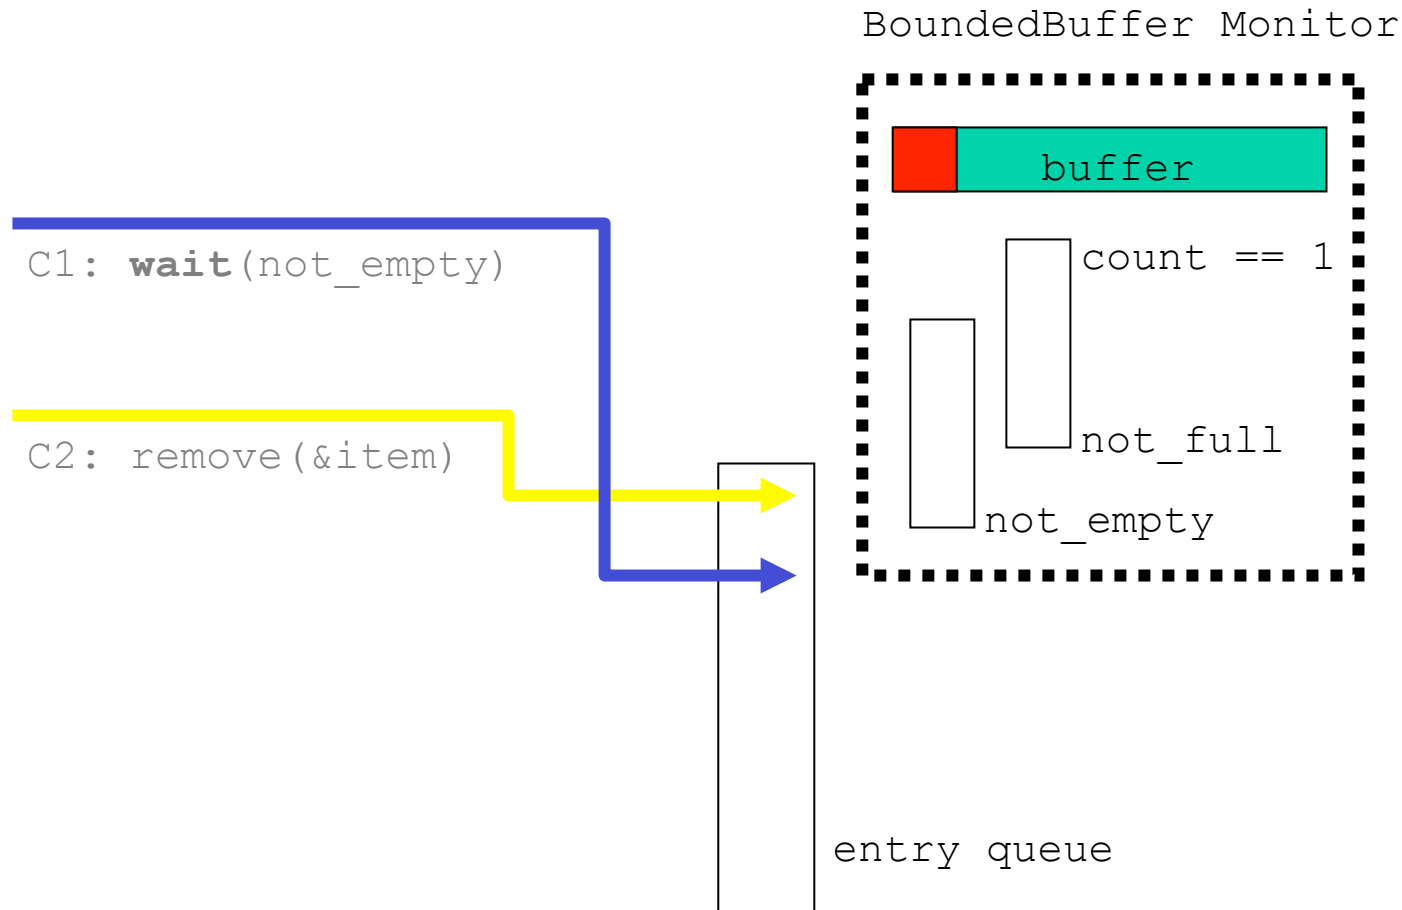 BoundedBuffer Monitor
buffer
C1: wait(not_empty)
count == 1
C2: remove(&item)
not_full
not_empty
entry queue